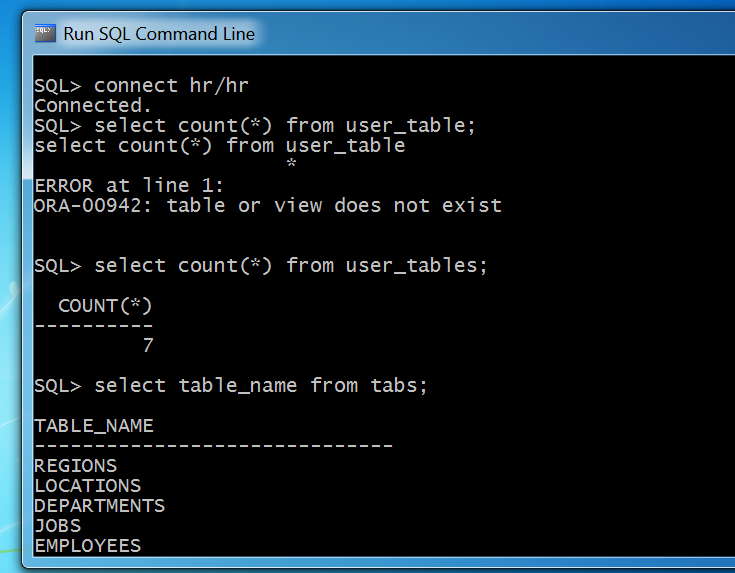 Run SQL Command Line
SQL> connect hr/hr
Connected.
SQL> select count(*) from user_table;
select count(*) from user_table
*
ERROR at line 1:
ORA-00942: table or view does not exist
SQL> select count(*) from user_tables;
COUNT(*)
----------
7
SQL> select table_name from tabs;
TABLE_NAME
------------------------------
REGIONS
LOCATIONS
DEPARTMENTS
JOBS
EMPLOYEES